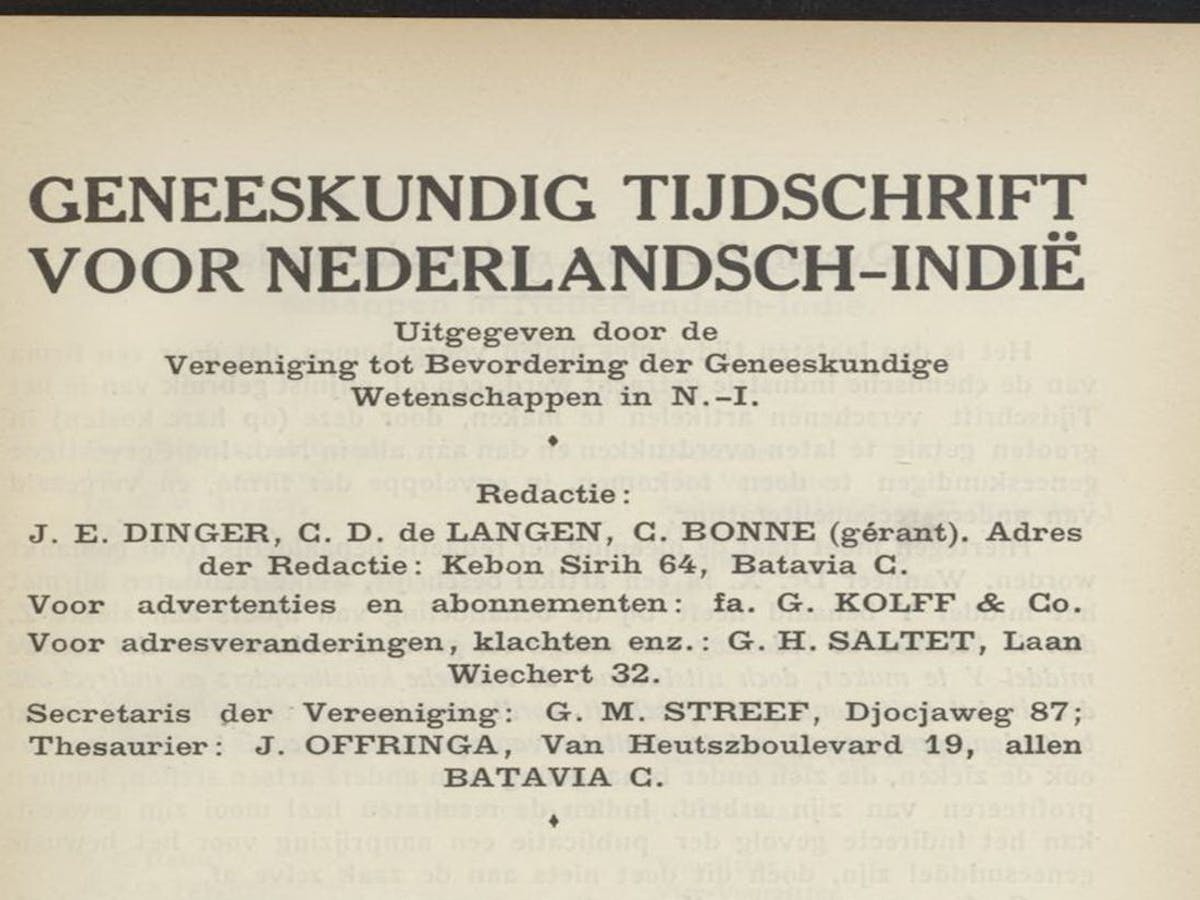 GENEESKUNDIG TIJDSCHRIFT
VOOR NEDERLANDSCH-INDIË
Uitgegeven door de
Vereeniging tot Bevordering der Geneeskundige
Wetenschappen in N.-I.
Redactie:
J. E. DINGER, C. D. de LANGEN, C. BONNE (gérant). Adres
der Redactie: Kebon Sirih 64, Batavia C.
Voor advertenties en abonnementen: fa. G. KOLFF & Co.
Voor adresveranderingen, klachten enz.: G. H. SALTET, Laan
Wiechert 32.
Secretaris der Vereeniging: G. M. STREEF, Djocjaweg 87;
Thesaurier: J. OFFRINGA, Van Heutszboulevard 19, allen
BATAVIA C.